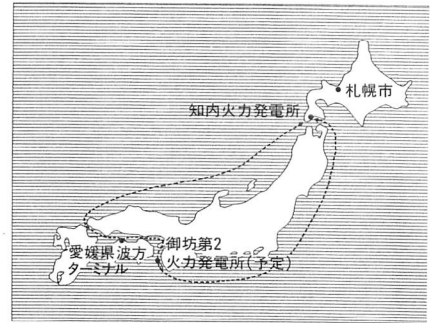 札幌市
知内火力発電所
御坊第2
火力発電所(予定)
愛媛県波方
ターミナル